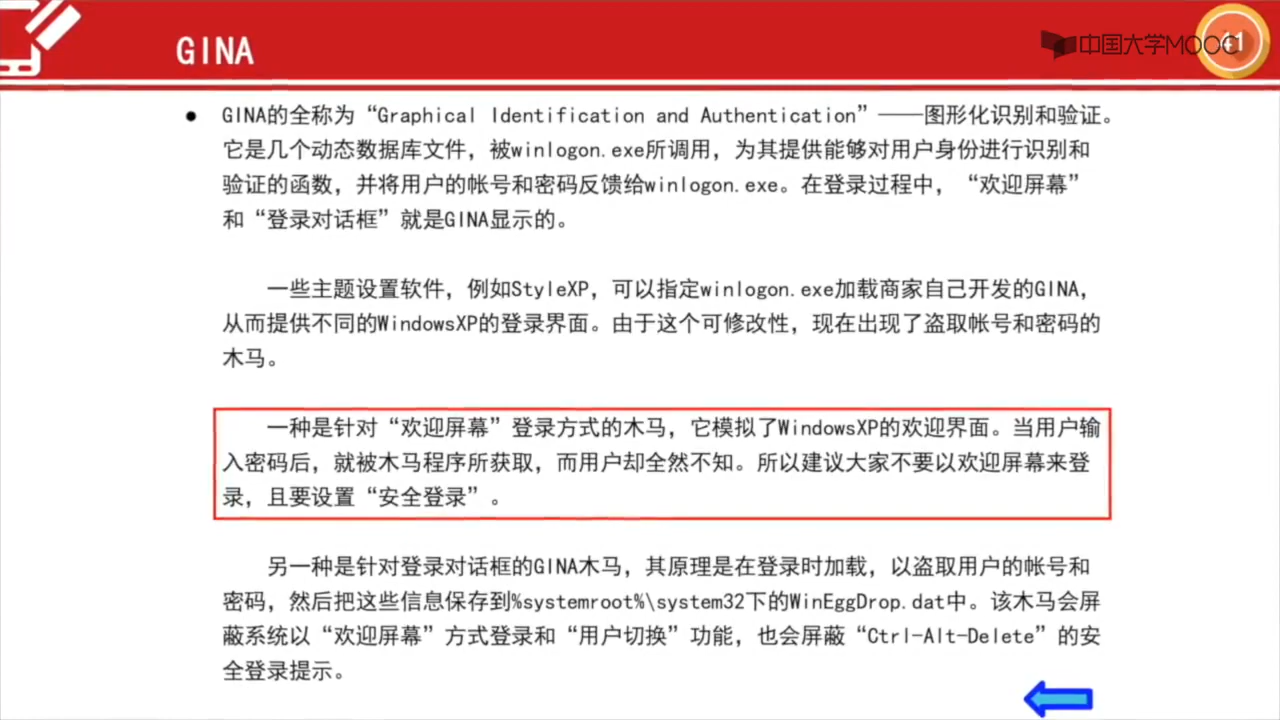 GINA
中国大学MOOC
41
● GINA的全称为“Graphical Identification and Authentication”——图形化识别和验证。
它是几个动态数据库文件，被winlogon.exe所调用，为其提供能够对用户身份进行识别和
验证的函数，并将用户的帐号和密码反馈给winlogon.exe。在登录过程中，“欢迎屏幕”
和“登录对话框”就是GINA显示的。
一些主题设置软件，例如StyleXP，可以指定winlogon.exe加载商家自己开发的GINA，
从而提供不同的WindowsXP的登录界面。由于这个可修改性，现在出现了盗取帐号和密码的
木马。
一种是针对“欢迎屏幕”登录方式的木马，它模拟了WindowsXP的欢迎界面。当用户输
入密码后，就被木马程序所获取，而用户却全然不知。所以建议大家不要以欢迎屏幕来登
录，且要设置“安全登录”。
另一种是针对登录对话框的GINA木马，其原理是在登录时加载，以盗取用户的帐号和
密码，然后把这些信息保存到%systemroot%\system32下的WinEggDrop.dat中。该木马会屏
蔽系统以“欢迎屏幕”方式登录和“用户切换”功能，也会屏蔽“Ctrl-Alt-Delete”的安
全登录提示。